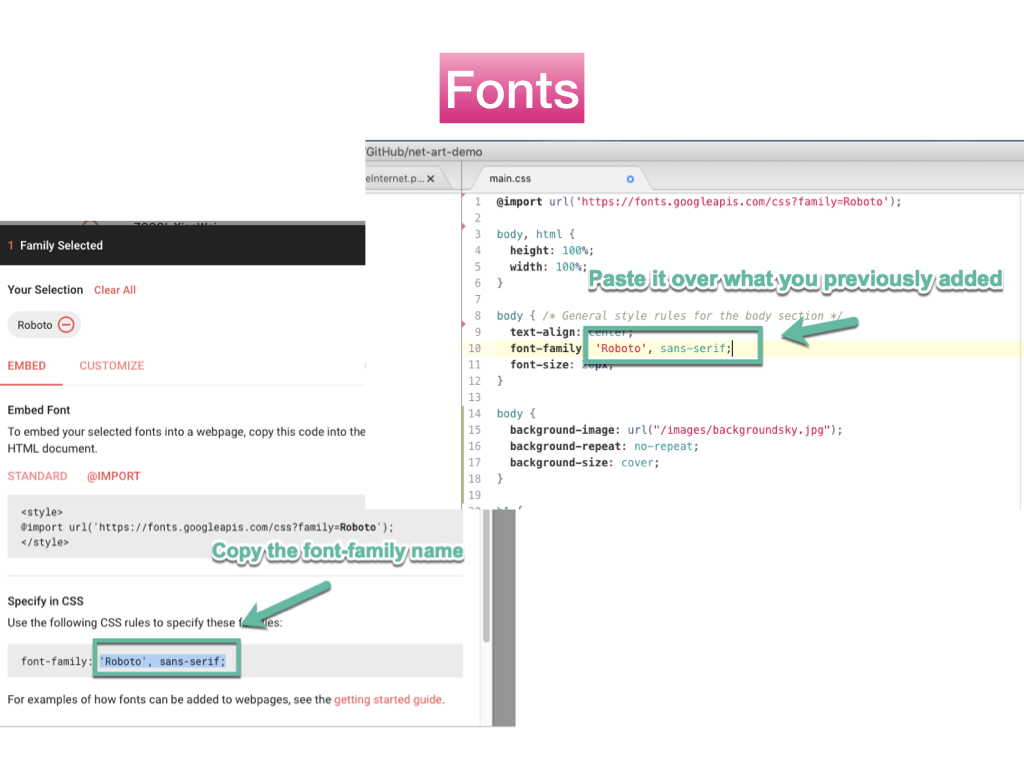 Fonts
/GitHub/net-art-demo
eInternet.p... ×
main.css
1 @import url('https://fonts.googleapis.com/css?family=Roboto');
2
3 body, html {
4 height: 100%;
5 width: 100%;
6 }
7
8 body { /* General style rules for the body section */
9 text-align: center;
10 font-family: 'Roboto', sans-serif;
11 font-size: 20px;
12 }
13
14 body {
15 background-image: url("/images/backgroundsky.jpg");
16 background-repeat: no-repeat;
17 background-size: cover;
18 }
19
Paste it over what you previously added
1 Family Selected
Your Selection Clear All
Roboto
EMBED CUSTOMIZE
Embed Font
To embed your selected fonts into a webpage, copy this code into the
HTML document.
STANDARD @IMPORT
<style>
@import url('https://fonts.googleapis.com/css?family=Roboto');
</style>
Copy the font-family name
Specify in CSS
Use the following CSS rules to specify these families:
font-family: 'Roboto', sans-serif;
For examples of how fonts can be added to webpages, see the getting started guide.